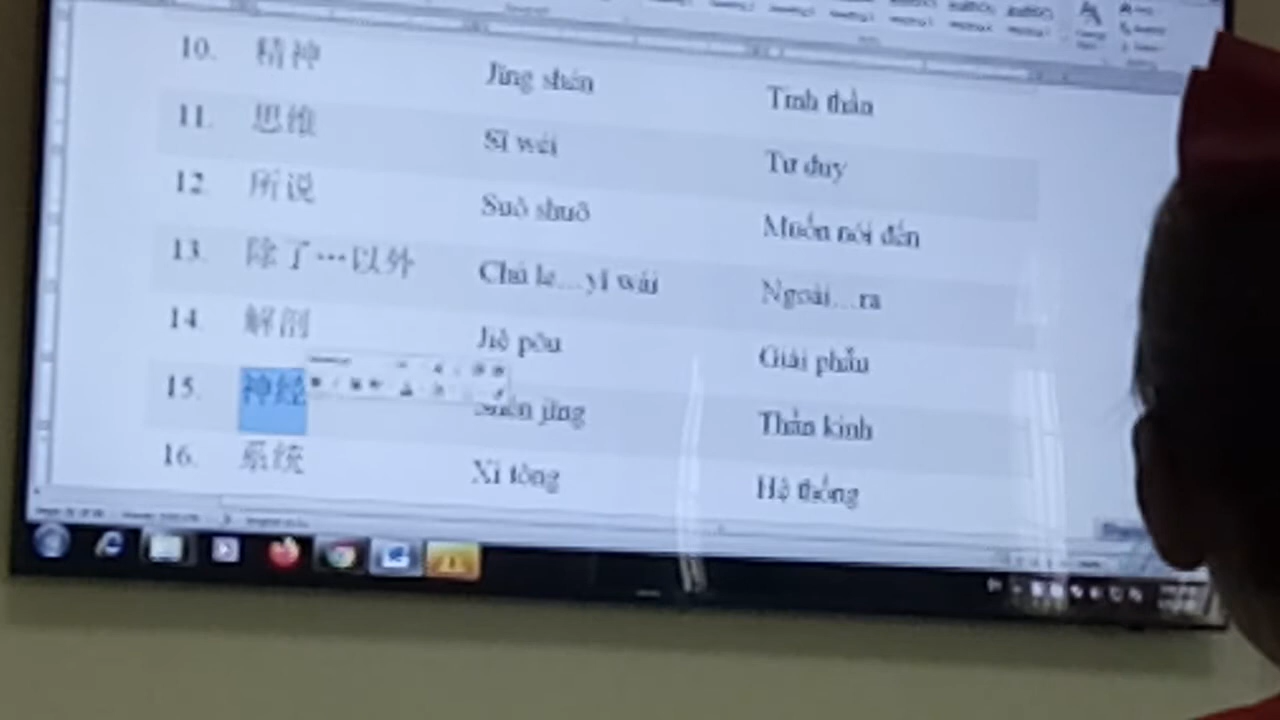 10. 精神 Jīng shén Tinh thần
11. 思维 Sī wéi Tư duy
12. 所说 Suǒ shuō Muốn nói đến
13. 除了…以外 Chú le…yǐ wài Ngoài…ra
14. 解剖 Jiě pōu Giải phẫu
15. 神经 Shén jīng Thần kinh
16. 系统 Xì tǒng Hệ thống